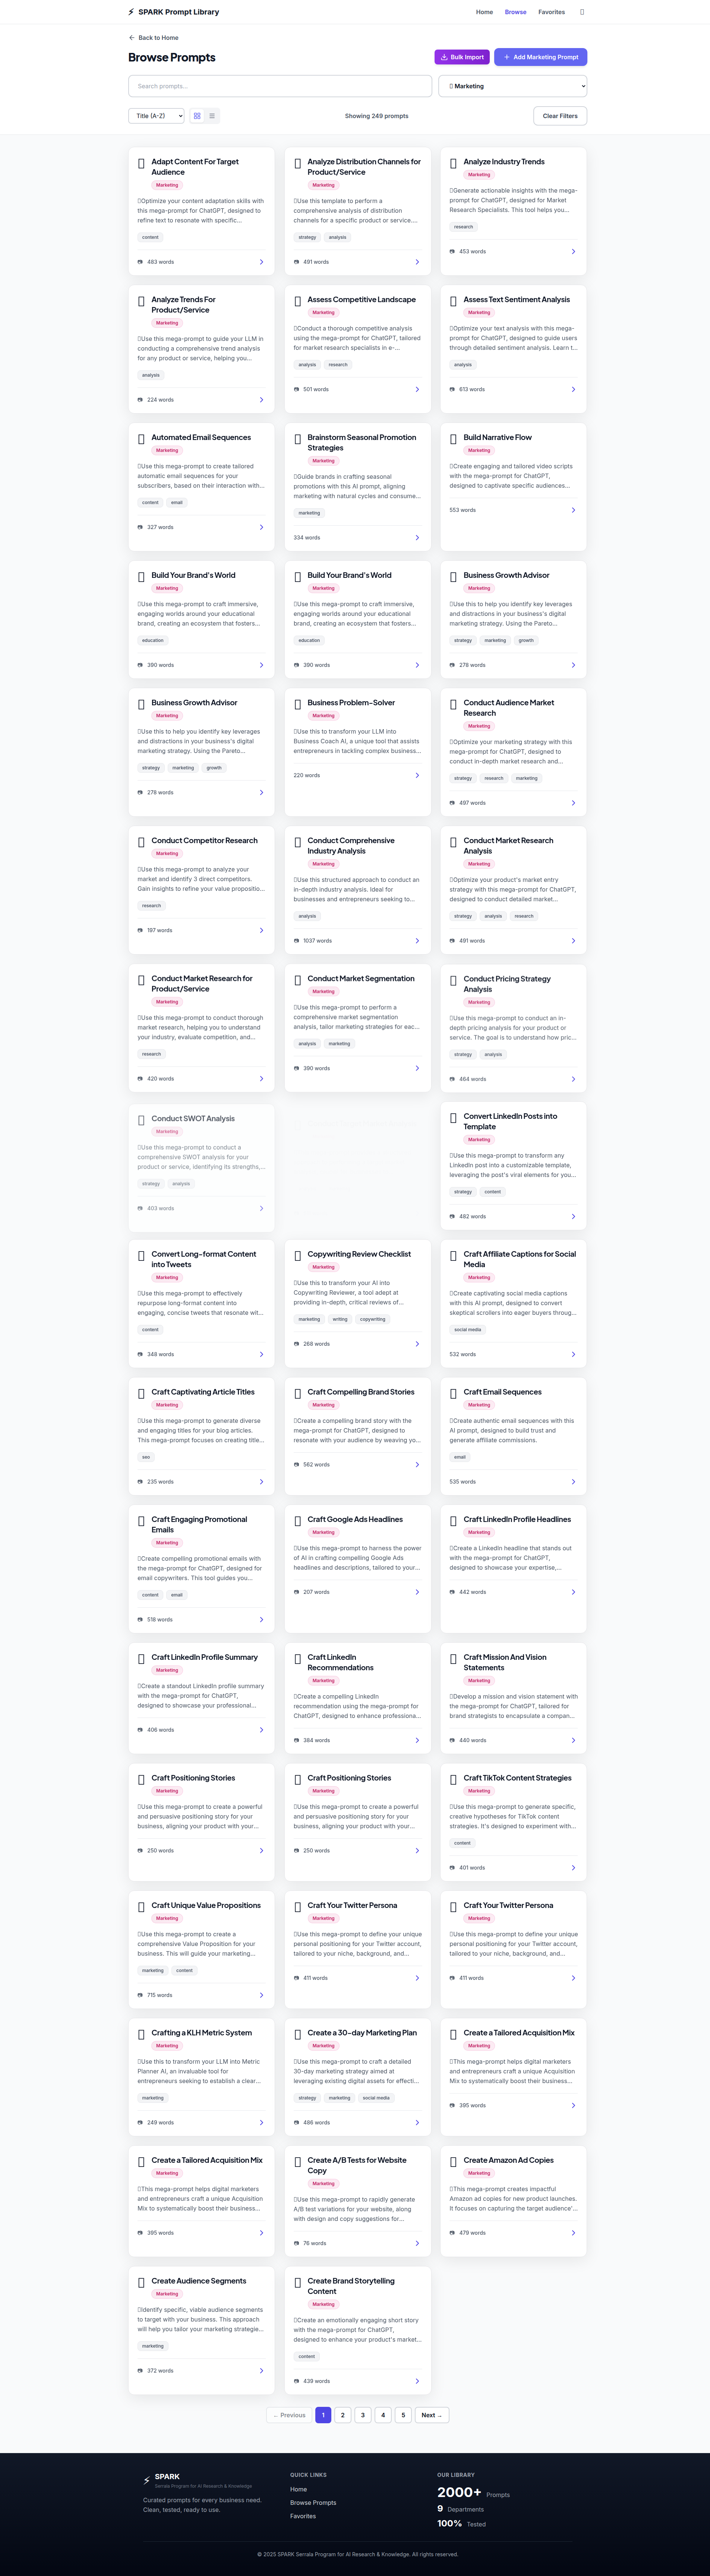 SPARK Prompt Library
Home
Browse
Favorites
Back to Home
Browse Prompts
Bulk Import
Add Marketing Prompt
Search prompts...
Marketing
Title (A-Z)
Showing 249 prompts
Clear Filters
Adapt Content For Target
Audience
Marketing
Optimize your content adaptation skills with
this mega-prompt for ChatGPT, designed to
refine text to resonate with specific...
content
483 words
Analyze Distribution Channels for
Product/Service
Marketing
Use this template to perform a
comprehensive analysis of distribution
channels for a specific product or service....
strategy analysis
491 words
Analyze Industry Trends
Marketing
Generate actionable insights with the mega-
prompt for ChatGPT, designed for Market
Research Specialists. This tool helps you...
research
453 words
Analyze Trends For
Product/Service
Marketing
Use this mega-prompt to guide your LLM in
conducting a comprehensive trend analysis
for any product or service, helping you...
analysis
224 words
Assess Competitive Landscape
Marketing
Conduct a thorough competitive analysis
using the mega-prompt for ChatGPT, tailored
for market research specialists in e-...
analysis research
501 words
Assess Text Sentiment Analysis
Marketing
Optimize your text analysis with this mega-
prompt for ChatGPT, designed to guide users
through detailed sentiment analysis. Learn t...
analysis
613 words
Automated Email Sequences
Marketing
Use this mega-prompt to create tailored
automatic email sequences for your
subscribers, based on their interaction with...
content email
327 words
Brainstorm Seasonal Promotion
Strategies
Marketing
Guide brands in crafting seasonal
promotions with this AI prompt, aligning
marketing with natural cycles and consume...
marketing
334 words
Build Narrative Flow
Marketing
Create engaging and tailored video scripts
with the mega-prompt for ChatGPT,
designed to captivate specific audiences...
553 words
Build Your Brand's World
Marketing
Use this mega-prompt to craft immersive,
engaging worlds around your educational
brand, creating an ecosystem that fosters...
education
390 words
Build Your Brand's World
Marketing
Use this mega-prompt to craft immersive,
engaging worlds around your educational
brand, creating an ecosystem that fosters...
education
390 words
Business Growth Advisor
Marketing
Use this to help you identify key leverages
and distractions in your business's digital
marketing strategy. Using the Pareto...
strategy marketing growth
278 words
Business Growth Advisor
Marketing
Use this to help you identify key leverages
and distractions in your business's digital
marketing strategy. Using the Pareto...
strategy marketing growth
278 words
Business Problem-Solver
Marketing
Use this to transform your LLM into
Business Coach AI, a unique tool that assists
entrepreneurs in tackling complex business...
220 words
Conduct Audience Market
Research
Marketing
Optimize your marketing strategy with this
mega-prompt for ChatGPT, designed to
conduct in-depth market research and...
strategy research marketing
497 words
Conduct Competitor Research
Marketing
Use this mega-prompt to analyze your
market and identify 3 direct competitors.
Gain insights to refine your value propositio...
research
197 words
Conduct Comprehensive
Industry Analysis
Marketing
Use this structured approach to conduct an
in-depth industry analysis. Ideal for
businesses and entrepreneurs seeking to...
analysis
1037 words
Conduct Market Research
Analysis
Marketing
Optimize your product's market entry
strategy with this mega-prompt for ChatGPT,
designed to conduct detailed market...
strategy analysis research
491 words
Conduct Market Research for
Product/Service
Marketing
Use this mega-prompt to conduct thorough
market research, helping you to understand
your industry, evaluate competition, and...
research
420 words
Conduct Market Segmentation
Marketing
Use this mega-prompt to perform a
comprehensive market segmentation
analysis, tailor marketing strategies for eac...
analysis marketing
390 words
Conduct Pricing Strategy
Analysis
Marketing
Use this mega-prompt to conduct an in-
depth pricing analysis for your product or
service. The goal is to understand how pric...
strategy analysis
464 words
Conduct SWOT Analysis
Marketing
Use this mega-prompt to conduct a
comprehensive SWOT analysis for your
product or service, identifying its strengths,...
strategy analysis
403 words
Convert LinkedIn Posts into
Template
Marketing
Use this mega-prompt to transform any
LinkedIn post into a customizable template,
leveraging the post's viral elements for you...
strategy content
482 words
Convert Long-format Content
into Tweets
Marketing
Use this mega-prompt to effectively
repurpose long-format content into
engaging, concise tweets that resonate wit...
content
348 words
Copywriting Review Checklist
Marketing
Use this to transform your AI into
Copywriting Reviewer, a tool adept at
providing in-depth, critical reviews of...
marketing writing copywriting
268 words
Craft Affiliate Captions for Social
Media
Marketing
Create captivating social media captions
with this AI prompt, designed to convert
skeptical scrollers into eager buyers throug...
social media
532 words
Craft Captivating Article Titles
Marketing
Use this mega-prompt to generate diverse
and engaging titles for your blog articles.
This mega-prompt focuses on creating title...
seo
235 words
Craft Compelling Brand Stories
Marketing
Create a compelling brand story with the
mega-prompt for ChatGPT, designed to
resonate with your audience by weaving yo...
562 words
Craft Email Sequences
Marketing
Create authentic email sequences with this
AI prompt, designed to build trust and
generate affiliate commissions.
email
535 words
Craft Engaging Promotional
Emails
Marketing
Create compelling promotional emails with
the mega-prompt for ChatGPT, designed for
email copywriters. This tool guides you...
content email
518 words
Craft Google Ads Headlines
Marketing
Use this mega-prompt to harness the power
of AI in crafting compelling Google Ads
headlines and descriptions, tailored to your...
207 words
Craft LinkedIn Profile Headlines
Marketing
Create a LinkedIn headline that stands out
with the mega-prompt for ChatGPT,
designed to showcase your expertise,...
442 words
Craft LinkedIn Profile Summary
Marketing
Create a standout LinkedIn profile summary
with the mega-prompt for ChatGPT,
designed to showcase your professional...
406 words
Craft LinkedIn
Recommendations
Marketing
Create a compelling LinkedIn
recommendation using the mega-prompt for
ChatGPT, designed to enhance professiona...
384 words
Craft Mission And Vision
Statements
Marketing
Develop a mission and vision statement with
the mega-prompt for ChatGPT, tailored for
brand strategists to encapsulate a compan...
440 words
Craft Positioning Stories
Marketing
Use this mega-prompt to create a powerful
and persuasive positioning story for your
business, aligning your product with your...
250 words
Craft Positioning Stories
Marketing
Use this mega-prompt to create a powerful
and persuasive positioning story for your
business, aligning your product with your...
250 words
Craft TikTok Content Strategies
Marketing
Use this mega-prompt to generate specific,
creative hypotheses for TikTok content
strategies. It's designed to experiment with...
content
401 words
Craft Unique Value Propositions
Marketing
Use this mega-prompt to create a
comprehensive Value Proposition for your
business. This will guide your marketing...
marketing content
715 words
Craft Your Twitter Persona
Marketing
Use this mega-prompt to define your unique
personal positioning for your Twitter account,
tailored to your niche, background, and...
411 words
Craft Your Twitter Persona
Marketing
Use this mega-prompt to define your unique
personal positioning for your Twitter account,
tailored to your niche, background, and...
411 words
Crafting a KLH Metric System
Marketing
Use this to transform your LLM into Metric
Planner AI, an invaluable tool for
entrepreneurs seeking to establish a clear...
marketing
249 words
Create a 30-day Marketing Plan
Marketing
Use this mega-prompt to craft a detailed
30-day marketing strategy aimed at
leveraging existing digital assets for effecti...
strategy marketing social media
486 words
Create a Tailored Acquisition Mix
Marketing
This mega-prompt helps digital marketers
and entrepreneurs craft a unique Acquisition
Mix to systematically boost their business...
395 words
Create a Tailored Acquisition Mix
Marketing
This mega-prompt helps digital marketers
and entrepreneurs craft a unique Acquisition
Mix to systematically boost their business...
395 words
Create A/B Tests for Website
Copy
Marketing
Use this mega-prompt to rapidly generate
A/B test variations for your website, along
with design and copy suggestions for...
76 words
Create Amazon Ad Copies
Marketing
This mega-prompt creates impactful
Amazon ad copies for new product launches.
It focuses on capturing the target audience'...
479 words
Create Audience Segments
Marketing
Identify specific, viable audience segments
to target with your business. This approach
will help you tailor your marketing strategie...
marketing
372 words
Create Brand Storytelling
Content
Marketing
Create an emotionally engaging short story
with the mega-prompt for ChatGPT,
designed to enhance your product's market...
content
439 words
← Previous 1 2 3 4 5 Next →
SPARK
Serrala Program for AI Research & Knowledge
Curated prompts for every business need.
Clean, tested, ready to use.
QUICK LINKS
Home
Browse Prompts
Favorites
OUR LIBRARY
2000+ Prompts
9 Departments
100% Tested
© 2025 SPARK Serrala Program for AI Research & Knowledge. All rights reserved.